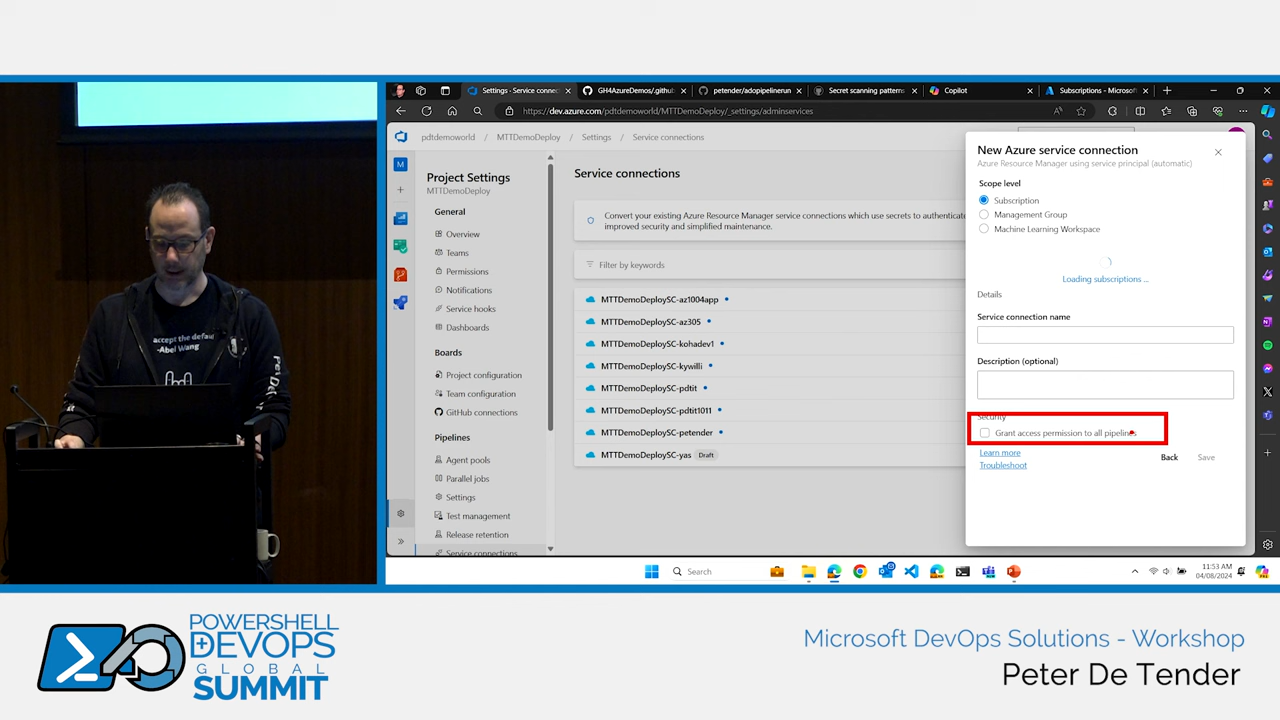 Settings - Service connec
GH4AzureDemos/.github
petender/adopipelinerun
Secret scanning patterns
Copilot
Subscriptions - Microsof
https://dev.azure.com/pdtdemoworld/MTTDemoDeploy/_settings/adminservices
pdtdemoworld / MTTDemoDeploy / Settings / Service connections
M
Project Settings
MTTDemoDeploy
General
Overview
Teams
Permissions
Notifications
Service hooks
Dashboards
Boards
Project configuration
Team configuration
GitHub connections
Pipelines
Agent pools
Parallel jobs
Settings
Test management
Release retention
Service connections
Service connections
Convert your existing Azure Resource Manager service connections which use secrets to authenticate
improved security and simplified maintenance.
Filter by keywords
MTTDemoDeploySC-az1004app
MTTDemoDeploySC-az305
MTTDemoDeploySC-kohadev1
MTTDemoDeploySC-kywilli
MTTDemoDeploySC-pdtit
MTTDemoDeploySC-pdtit1011
MTTDemoDeploySC-petender
MTTDemoDeploySC-yas Draft
New Azure service connection
Azure Resource Manager using service principal (automatic)
Scope level
Subscription
Management Group
Machine Learning Workspace
Loading subscriptions ...
Details
Service connection name
Description (optional)
Security
Grant access permission to all pipelines
Learn more
Troubleshoot
Back
Save
Search
11:53 AM
04/08/2024
accept the defau
-Abel Wang
POWERSHELL
DEVOPS
GLOBAL
SUMMIT
Microsoft DevOps Solutions - Workshop
Peter De Tender